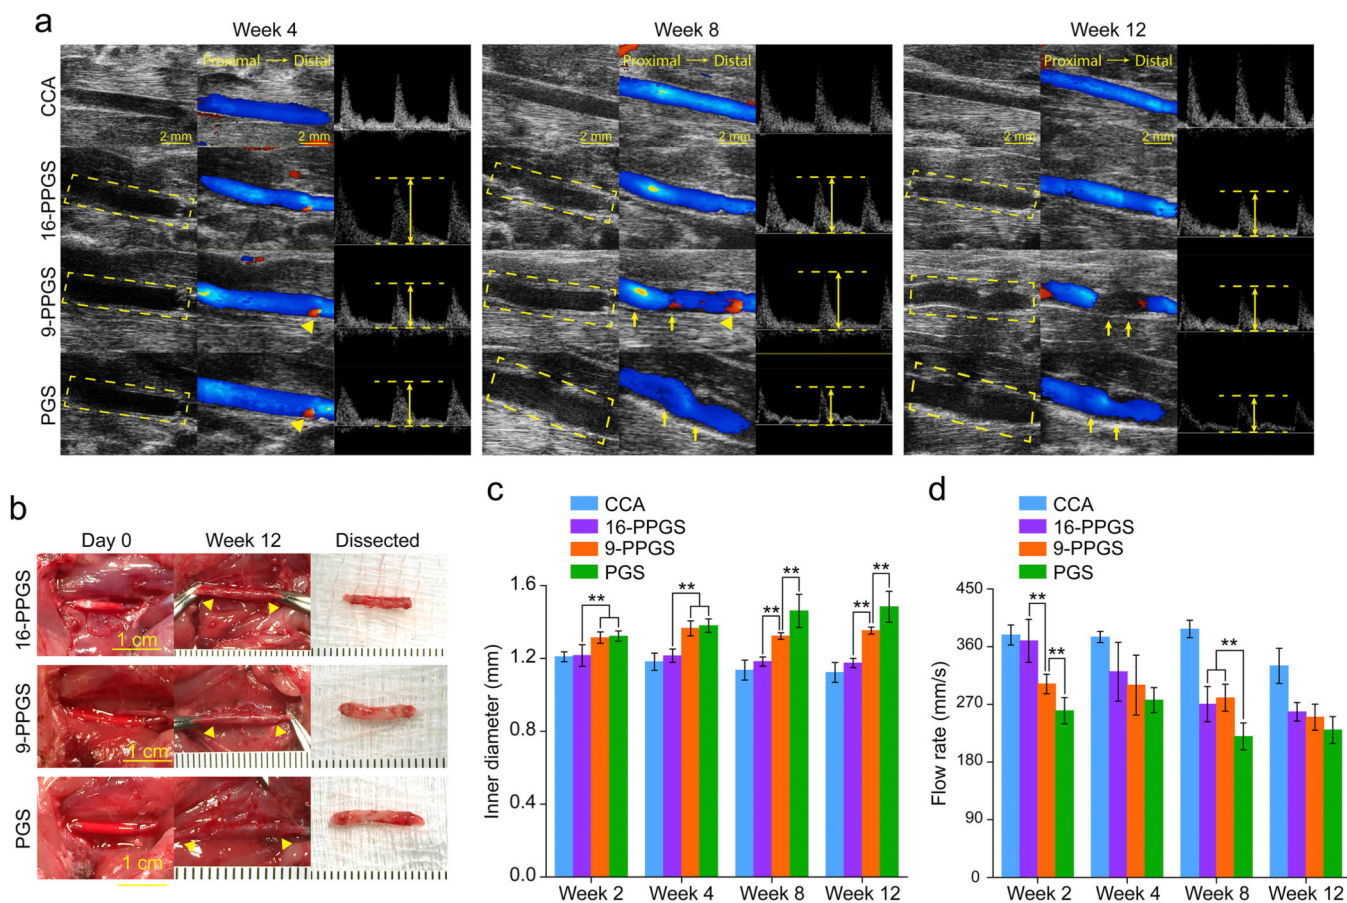 a
Week 4
Week 8
Week 12
Proximal → Distal
Proximal → Distal
Proximal → Distal
CCA
2 mm
2 mm
2 mm
2 mm
2 mm
2 mm
16-PPGS
9-PPGS
PGS
b
Day 0
Week 12
Dissected
16-PPGS
1 cm
9-PPGS
1 cm
PGS
1 cm
c
CCA
16-PPGS
9-PPGS
PGS
Inner diameter (mm)
1.6
1.2
0.8
0.4
0.0
**
**
**
**
**
**
Week 2
Week 4
Week 8
Week 12
d
CCA
16-PPGS
9-PPGS
PGS
Flow rate (mm/s)
450
360
270
180
90
0
**
**
**
Week 2
Week 4
Week 8
Week 12